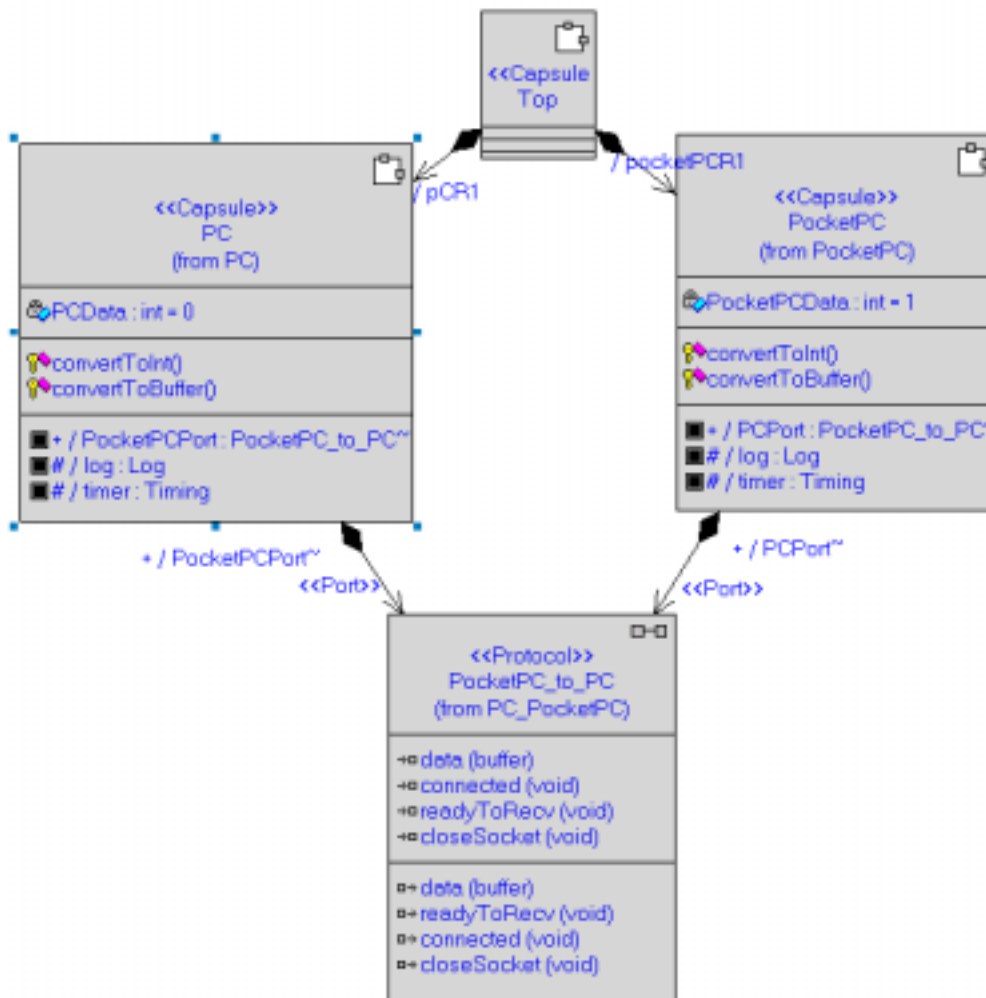 <<Capsule
Top
/ pCR1
/ pocketPCR1
<<Capsule>>
PC
(from PC)
PCData : int = 0
convertToInt()
convertToBuffer()
+ / PocketPCPort : PocketPC_to_PC~
# / log : Log
# / timer : Timing
<<Capsule>>
PocketPC
(from PocketPC)
PocketPCData : int = 1
convertToInt()
convertToBuffer()
+ / PCPort : PocketPC_to_PC~
# / log : Log
# / timer : Timing
+ / PocketPCPort~
<<Port>>
+ / PCPort~
<<Port>>
<<Protocol>>
PocketPC_to_PC
(from PC_PocketPC)
data (buffer)
connected (void)
readyToRecv (void)
closeSocket (void)
data (buffer)
readyToRecv (void)
connected (void)
closeSocket (void)